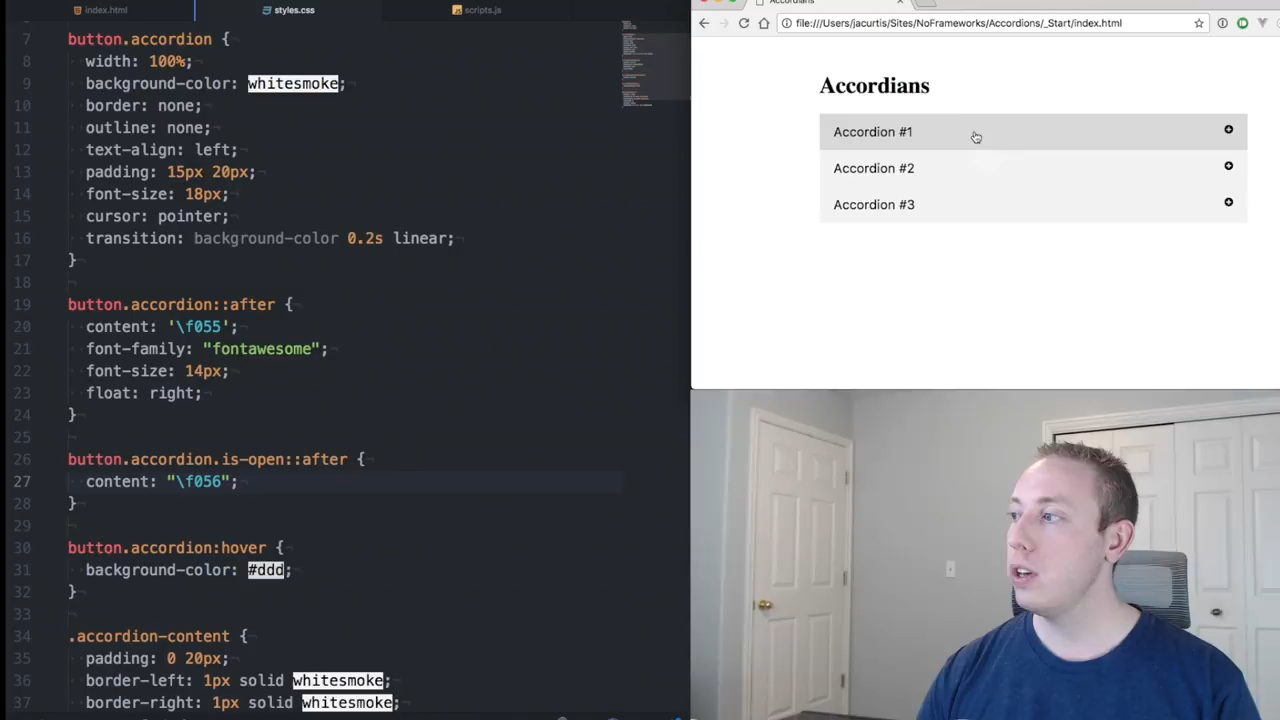 index.html
styles.css
scripts.js
7 button.accordion {
width: 100%;
9 background-color: whitesmoke;
10 border: none;
11 outline: none;
12 text-align: left;
13 padding: 15px 20px;
14 font-size: 18px;
15 cursor: pointer;
16 transition: background-color 0.2s linear;
17 }
18
19 button.accordion::after {
20 content: '\f055';
21 font-family: "fontawesome";
22 font-size: 14px;
23 float: right;
24 }
25
26 button.accordion.is-open::after {
27 content: "\f056";
28 }
29
30 button.accordion:hover {
31 background-color: #ddd;
32 }
33
34 .accordion-content {
35 padding: 0 20px;
36 border-left: 1px solid whitesmoke;
37 border-right: 1px solid whitesmoke;
Accordions
file:///Users/jacurtis/Sites/NoFrameworks/Accordions/_Start/index.html
Accordians
Accordion #1
Accordion #2
Accordion #3